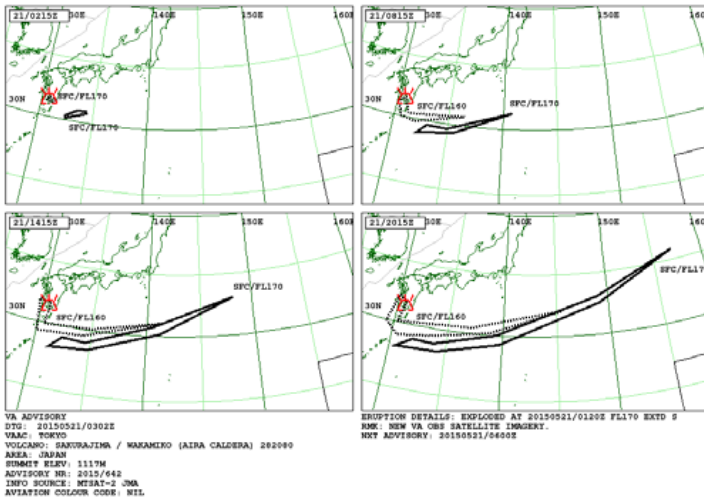 21/0215Z
30E
140E
150E
160E
30N
SFC/FL170
SFC/FL170
21/0815Z
30E
140E
150E
160E
30N
SFC/FL160
SFC/FL170
21/1415Z
30E
140E
150E
160E
30N
SFC/FL160
SFC/FL170
21/2015Z
30E
140E
150E
160E
30N
SFC/FL160
SFC/FL17
VA ADVISORY
DTG: 20150521/0302Z
VAAC: TOKYO
VOLCANO: SAKURAJIMA / WAKAMIKO (AIRA CALDERA) 282080
AREA: JAPAN
SUMMIT ELEV: 1117M
ADVISORY NR: 2015/642
INFO SOURCE: MTSAT-2 JMA
AVIATION COLOUR CODE: NIL
ERUPTION DETAILS: EXPLODED AT 20150521/0120Z FL170 EXTD S
RMK: NEW VA OBS SATELLITE IMAGERY.
NXT ADVISORY: 20150521/0600Z